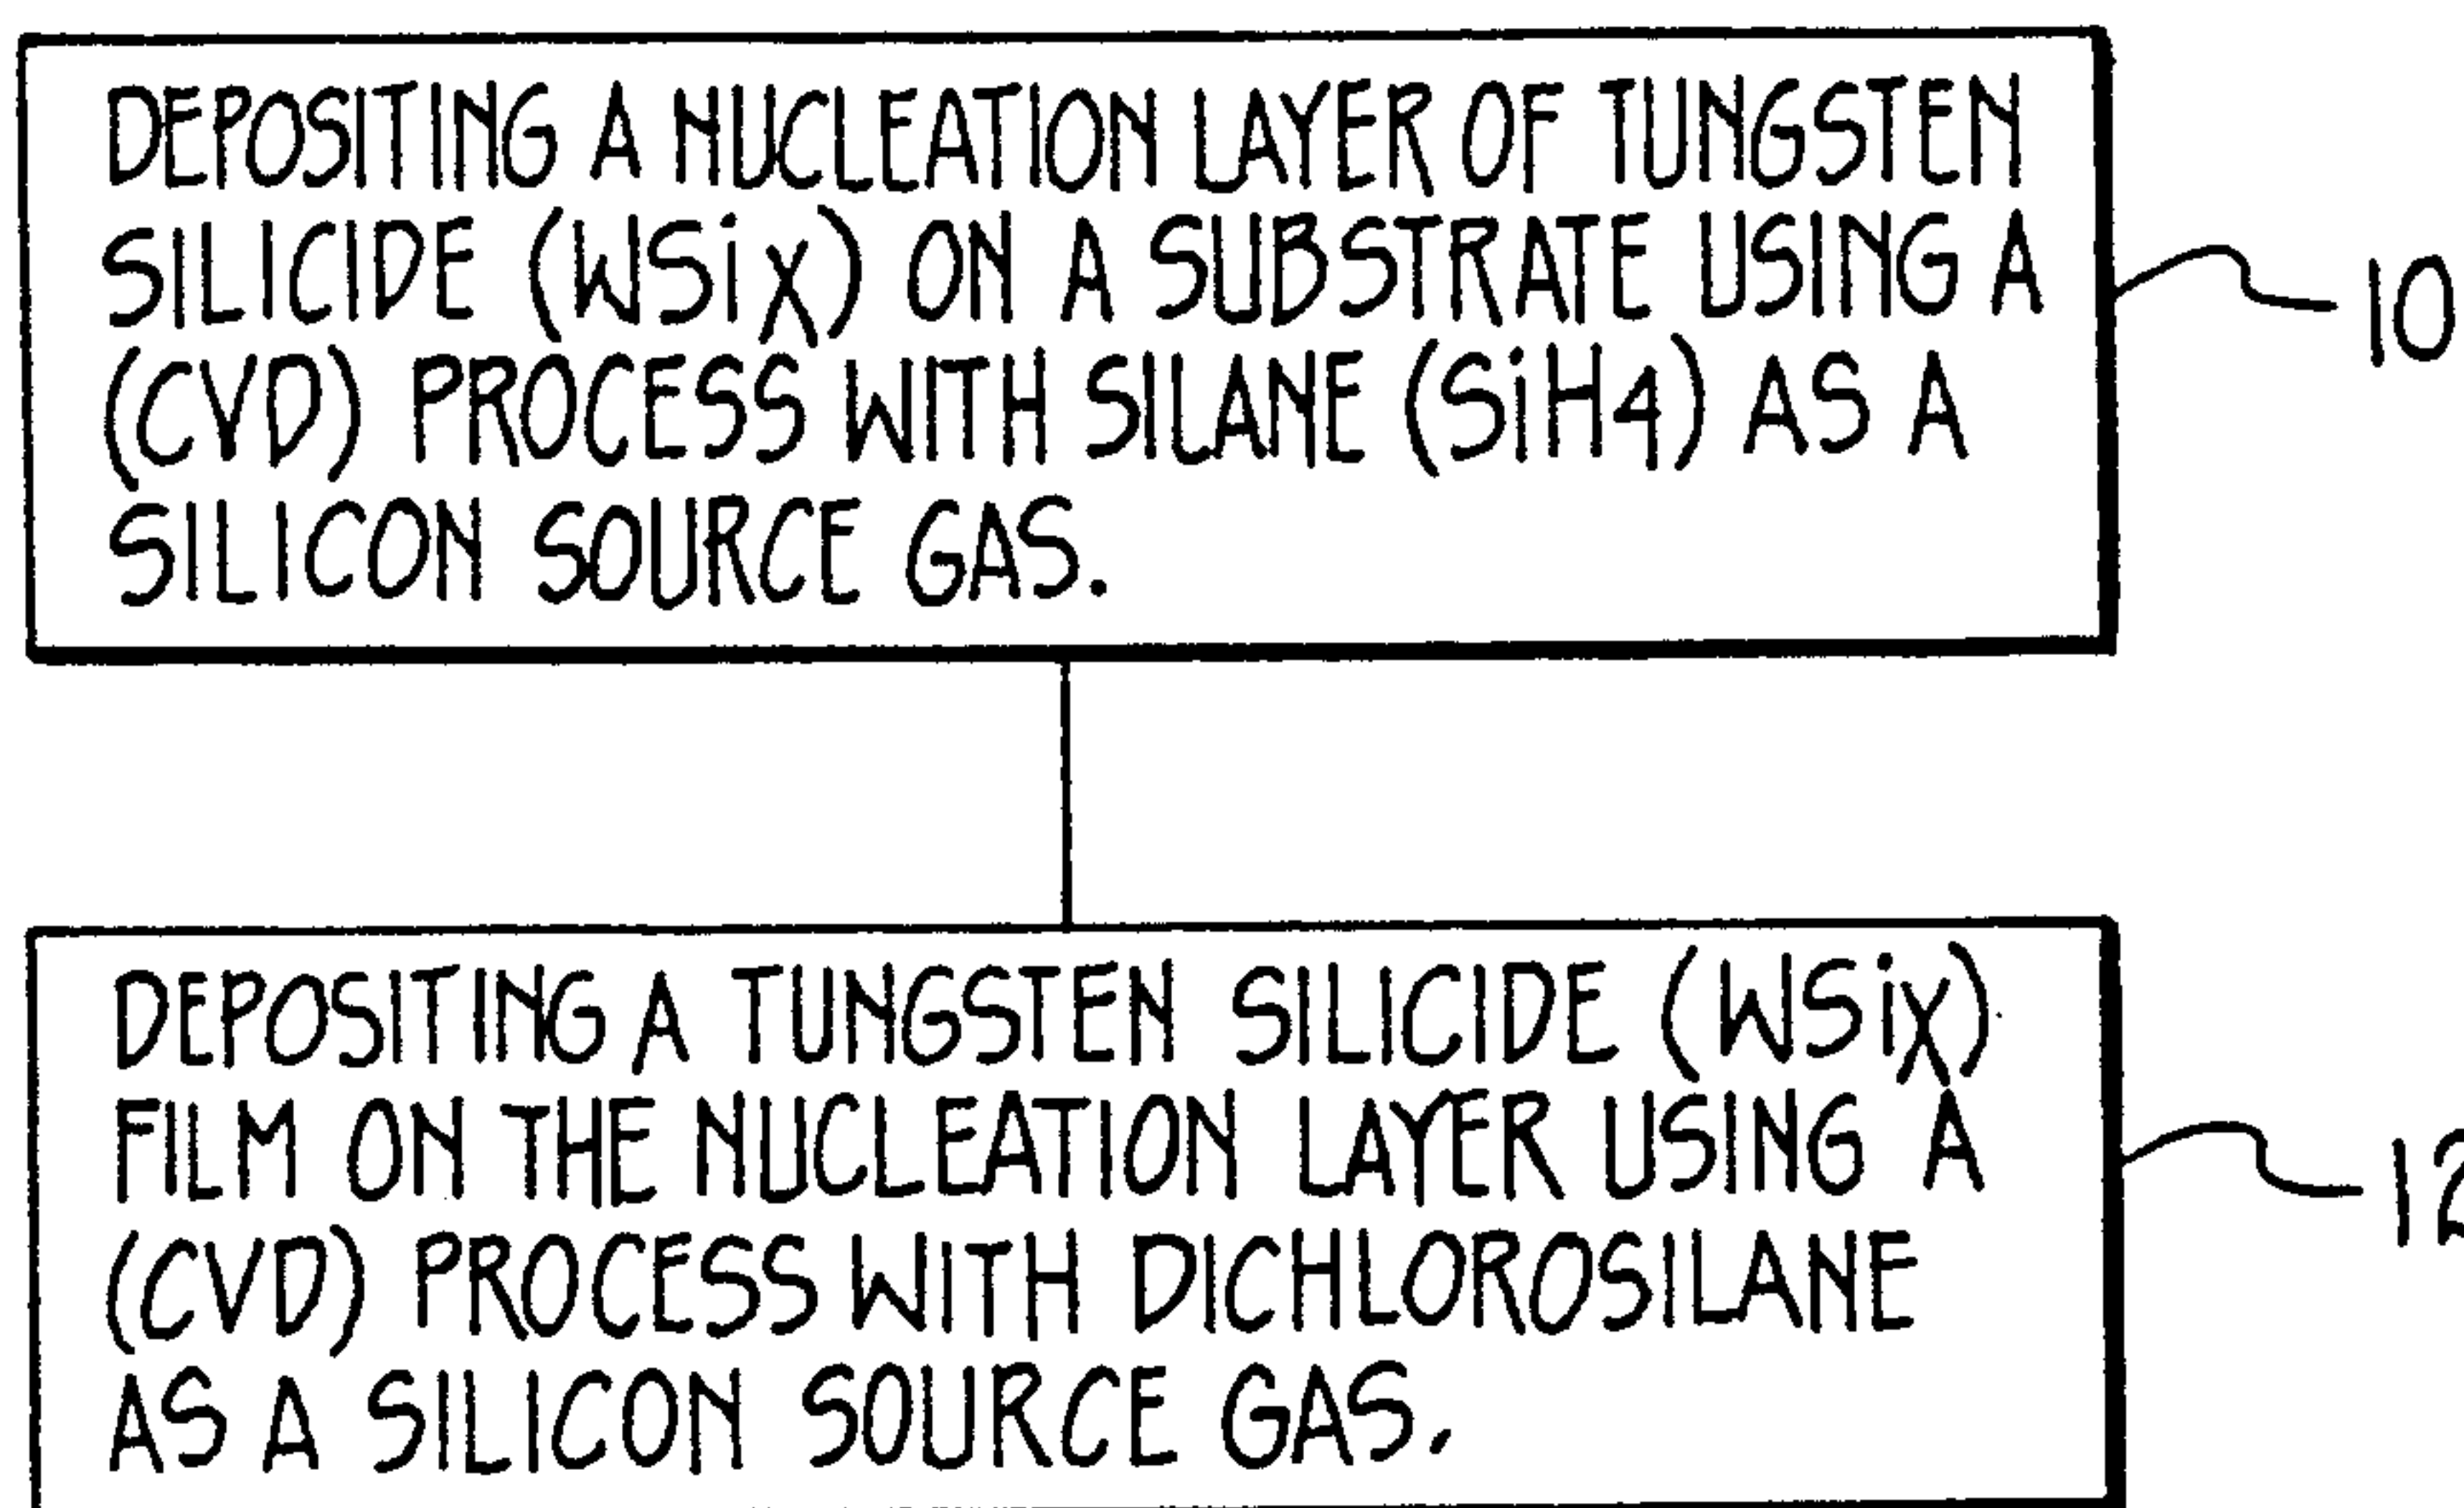 DEPOSITING A NUCLEATION LAYER OF TUNGSTEN
SILICIDE (WSix) ON A SUBSTRATE USING A
(CVD) PROCESS WITH SILANE (SiH4) AS A
SILICON SOURCE GAS.
10
DEPOSITING A TUNGSTEN SILICIDE (WSix)
FILM ON THE NUCLEATION LAYER USING A
(CVD) PROCESS WITH DICHLOROSILANE
AS A SILICON SOURCE GAS.
12